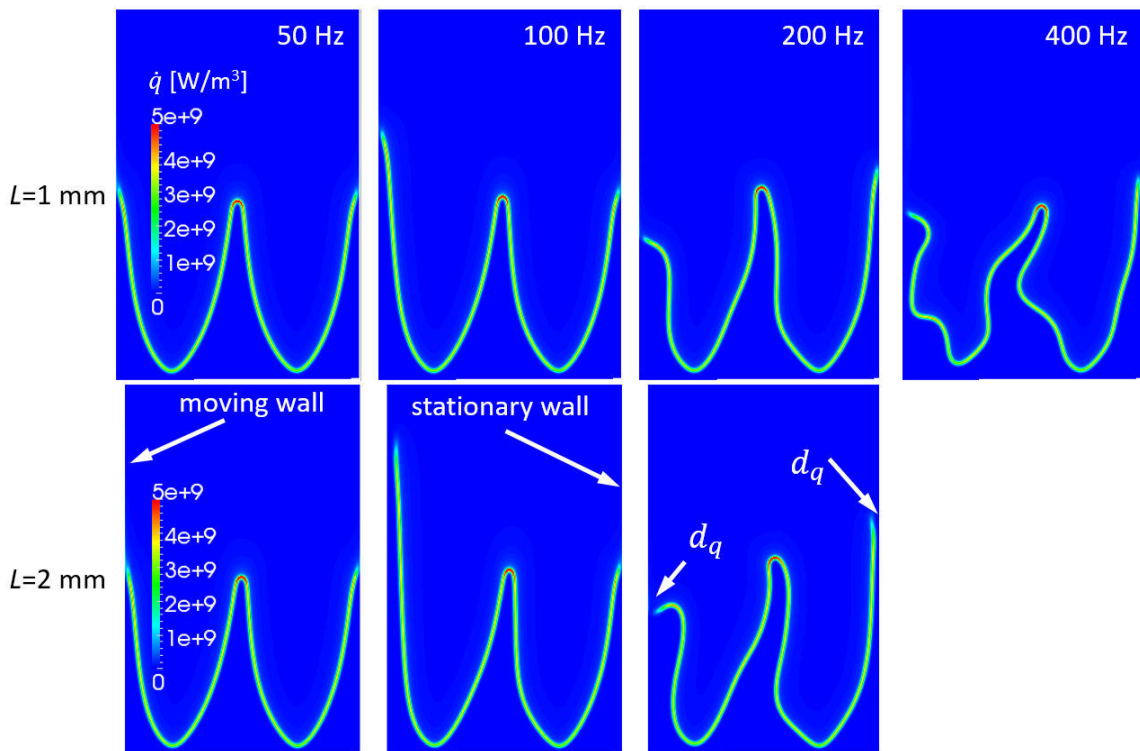 50 Hz
100 Hz
200 Hz
400 Hz
q̇ [W/m³]
5e+9
4e+9
3e+9
2e+9
1e+9
0
L=1 mm
moving wall
stationary wall
5e+9
4e+9
3e+9
2e+9
1e+9
0
d_q
d_q
L=2 mm